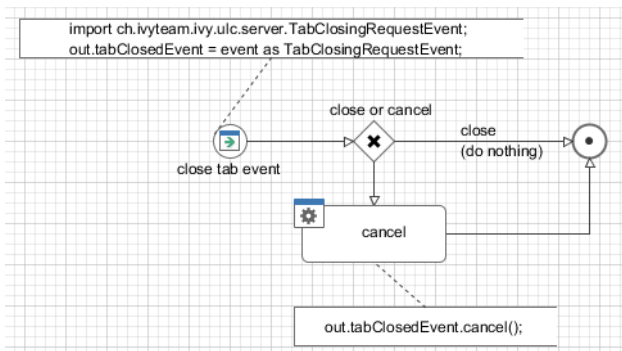 import ch.ivyteam.ivy.ulc.server.TabClosingRequestEvent;
out.tabClosedEvent = event as TabClosingRequestEvent;
close or cancel
close
(do nothing)
close tab event
cancel
out.tabClosedEvent.cancel();